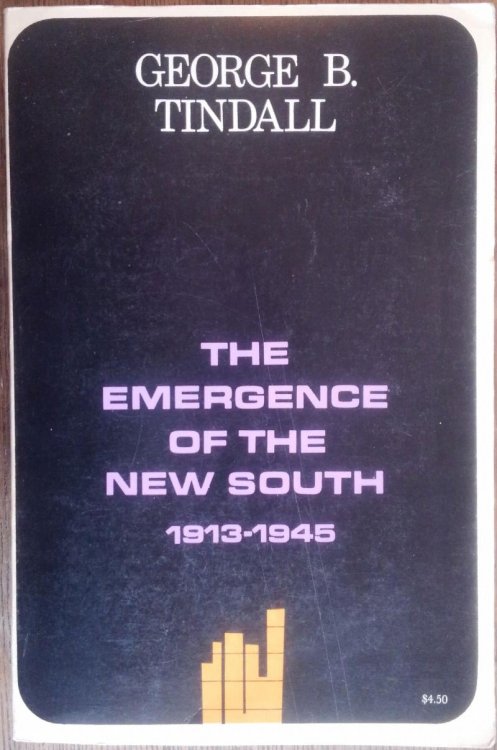 GEORGE B.
TINDALL
THE
EMERGENCE
OF THE
NEW SOUTH
1913-1945
$4.50